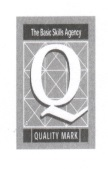 The Basic Skills Agency
Q
QUALITY MARK